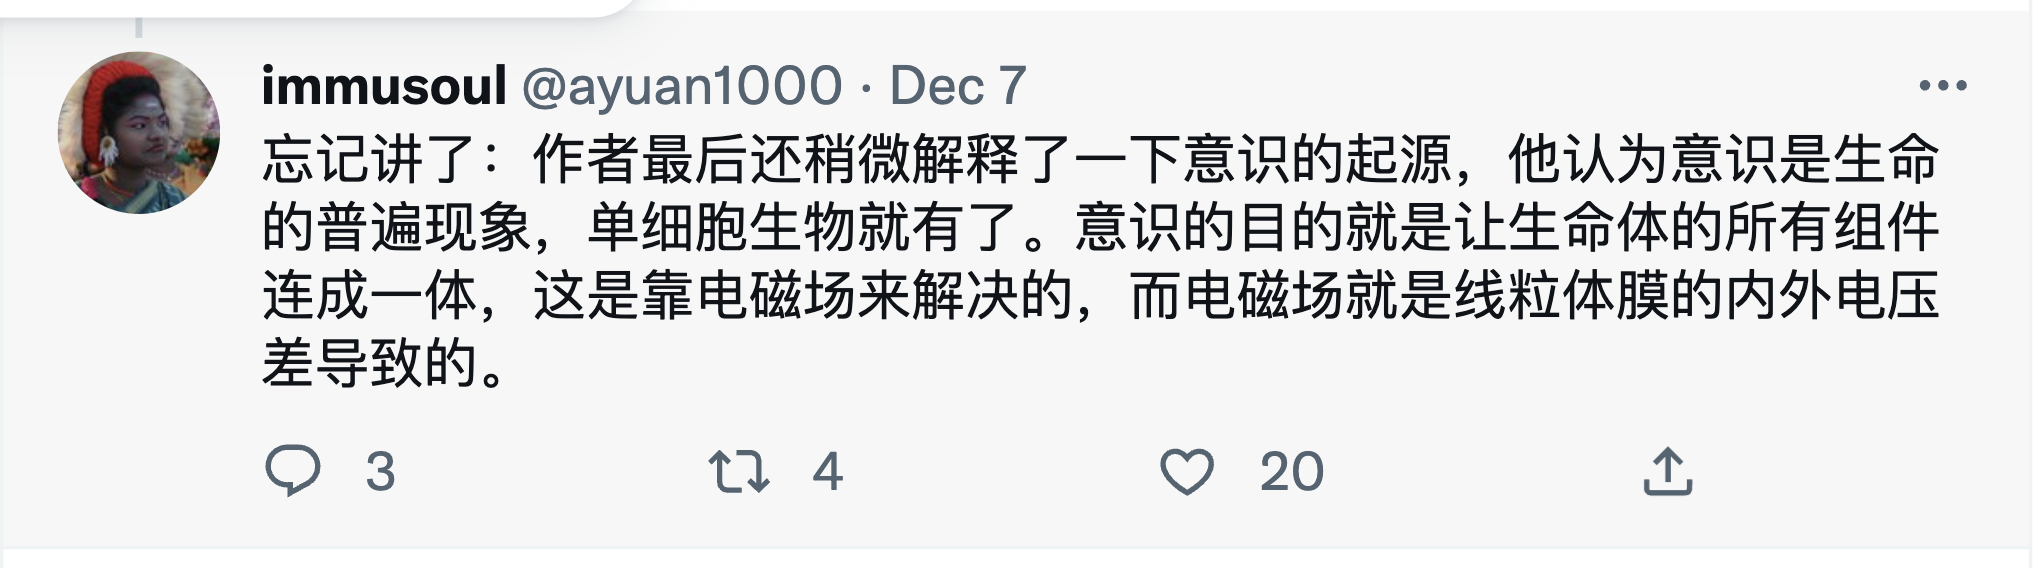 immusoul @ayuan1000 · Dec 7
忘记讲了：作者最后还稍微解释了一下意识的起源，他认为意识是生命
的普遍现象，单细胞生物就有了。意识的目的就是让生命体的所有组件
连成一体，这是靠电磁场来解决的，而电磁场就是线粒体膜的内外电压
差导致的。
3 4 20